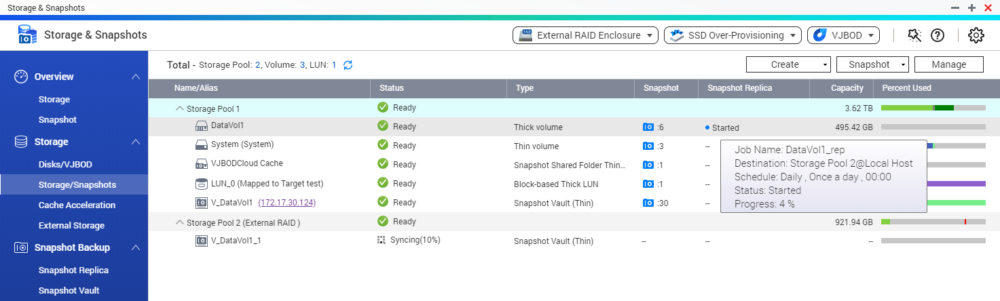 Storage & Snapshots
Storage & Snapshots
External RAID Enclosure
SSD Over-Provisioning
VJBOD
Overview
Storage
Snapshot
Storage
Disks/VJBOD
Storage/Snapshots
Cache Acceleration
External Storage
Snapshot Backup
Snapshot Replica
Snapshot Vault
Total - Storage Pool: 2, Volume: 3, LUN: 1
Create
Snapshot
Manage
Name/Alias Status Type Snapshot Snapshot Replica Capacity Percent Used
Storage Pool 1 Ready 3.62 TB
DataVol1 Ready Thick volume :6 Started 495.42 GB
System (System) Ready Thin volume :3 --
VJBODCloud Cache Ready Snapshot Shared Folder Thin... :1 --
LUN_0 (Mapped to Target test) Ready Block-based Thick LUN :1 --
V_DataVol1 (172.17.30.124) Ready Snapshot Vault (Thin) :30 --
Storage Pool 2 (External RAID ) Ready 921.94 GB
V_DataVol1_1 Syncing(10%) Snapshot Vault (Thin) -- -- --
Job Name: DataVol1_rep
Destination: Storage Pool 2@Local Host
Schedule: Daily , Once a day , 00:00
Status: Started
Progress: 4 %